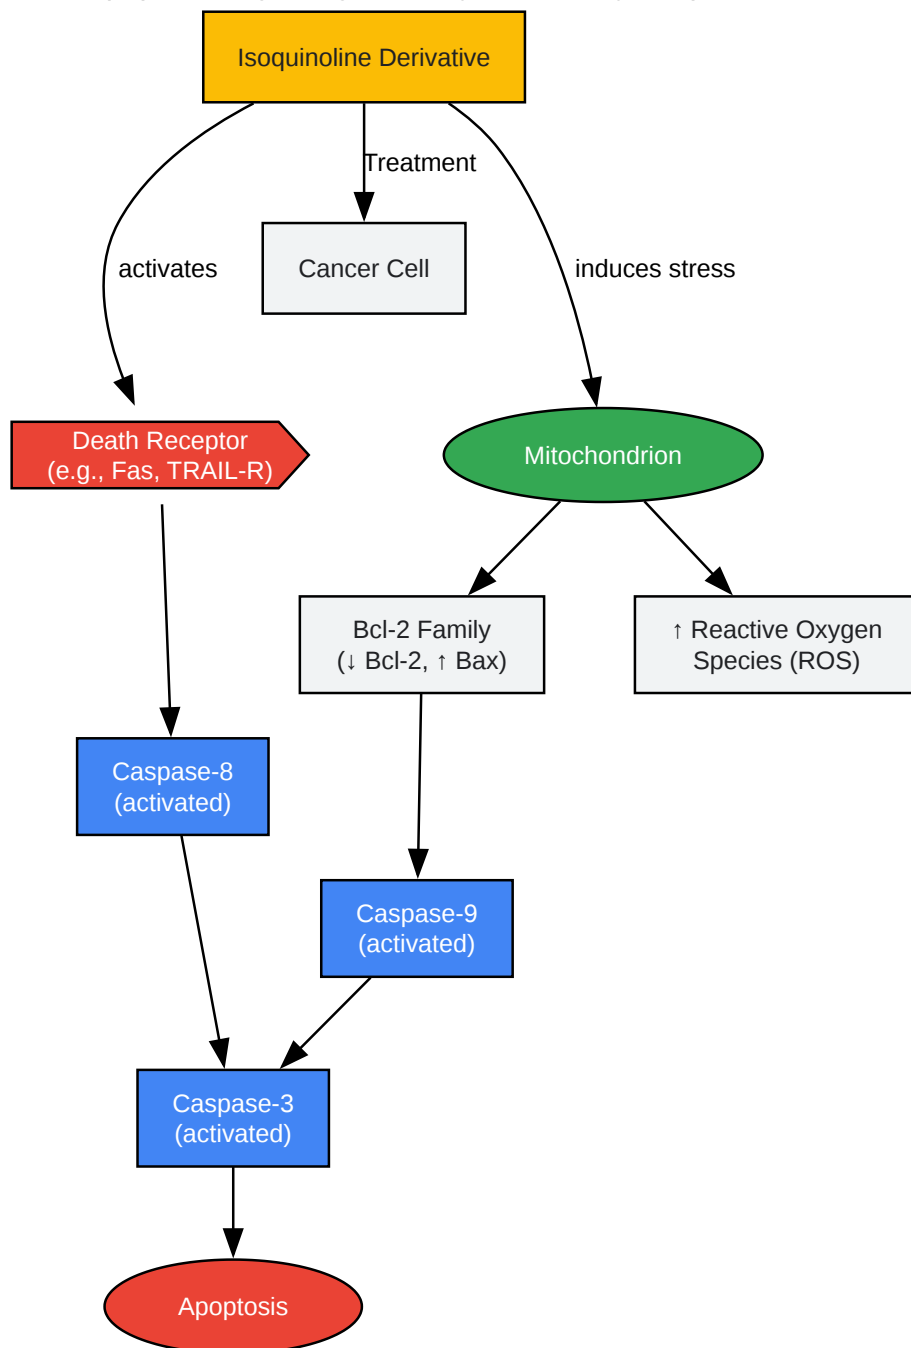 Isoquinoline Derivative
Treatment
Cancer Cell
activates
induces stress
Death Receptor
(e.g., Fas, TRAIL-R)
Mitochondrion
Bcl-2 Family
(↓ Bcl-2, ↑ Bax)
↑ Reactive Oxygen
Species (ROS)
Caspase-8
(activated)
Caspase-9
(activated)
Caspase-3
(activated)
Apoptosis